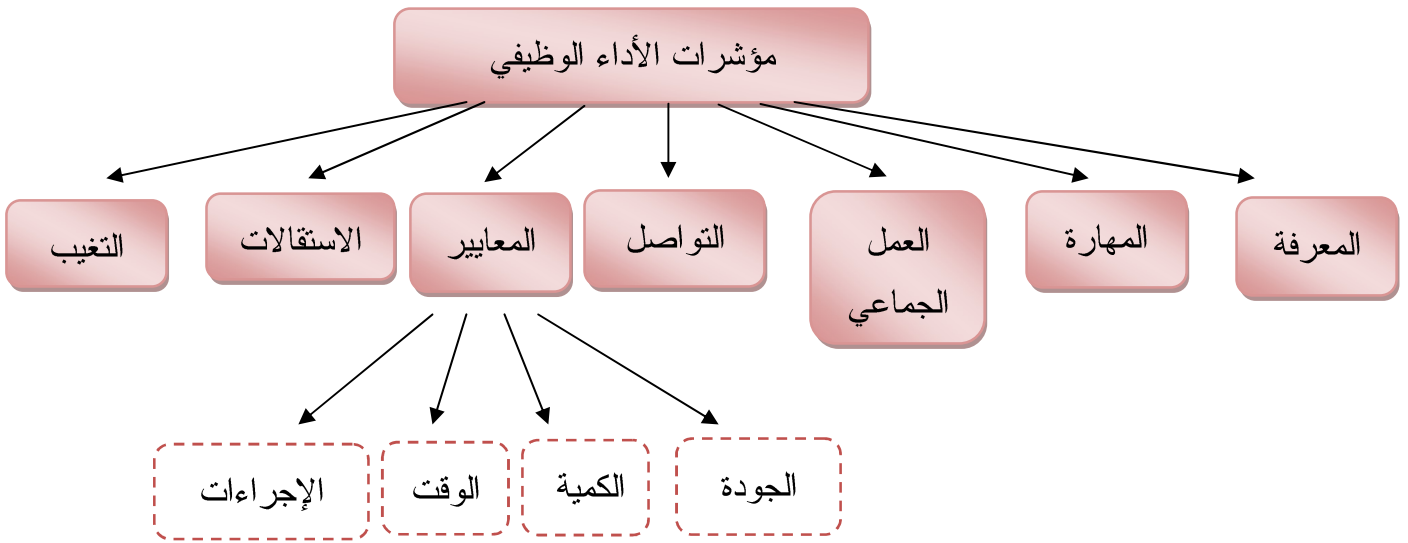 مؤشرات الأداء الوظيفي
المعرفة
المهارة
العمل
الجماعي
التواصل
المعايير
الاستقالات
التغيب
الجودة
الكمية
الوقت
الإجراءات